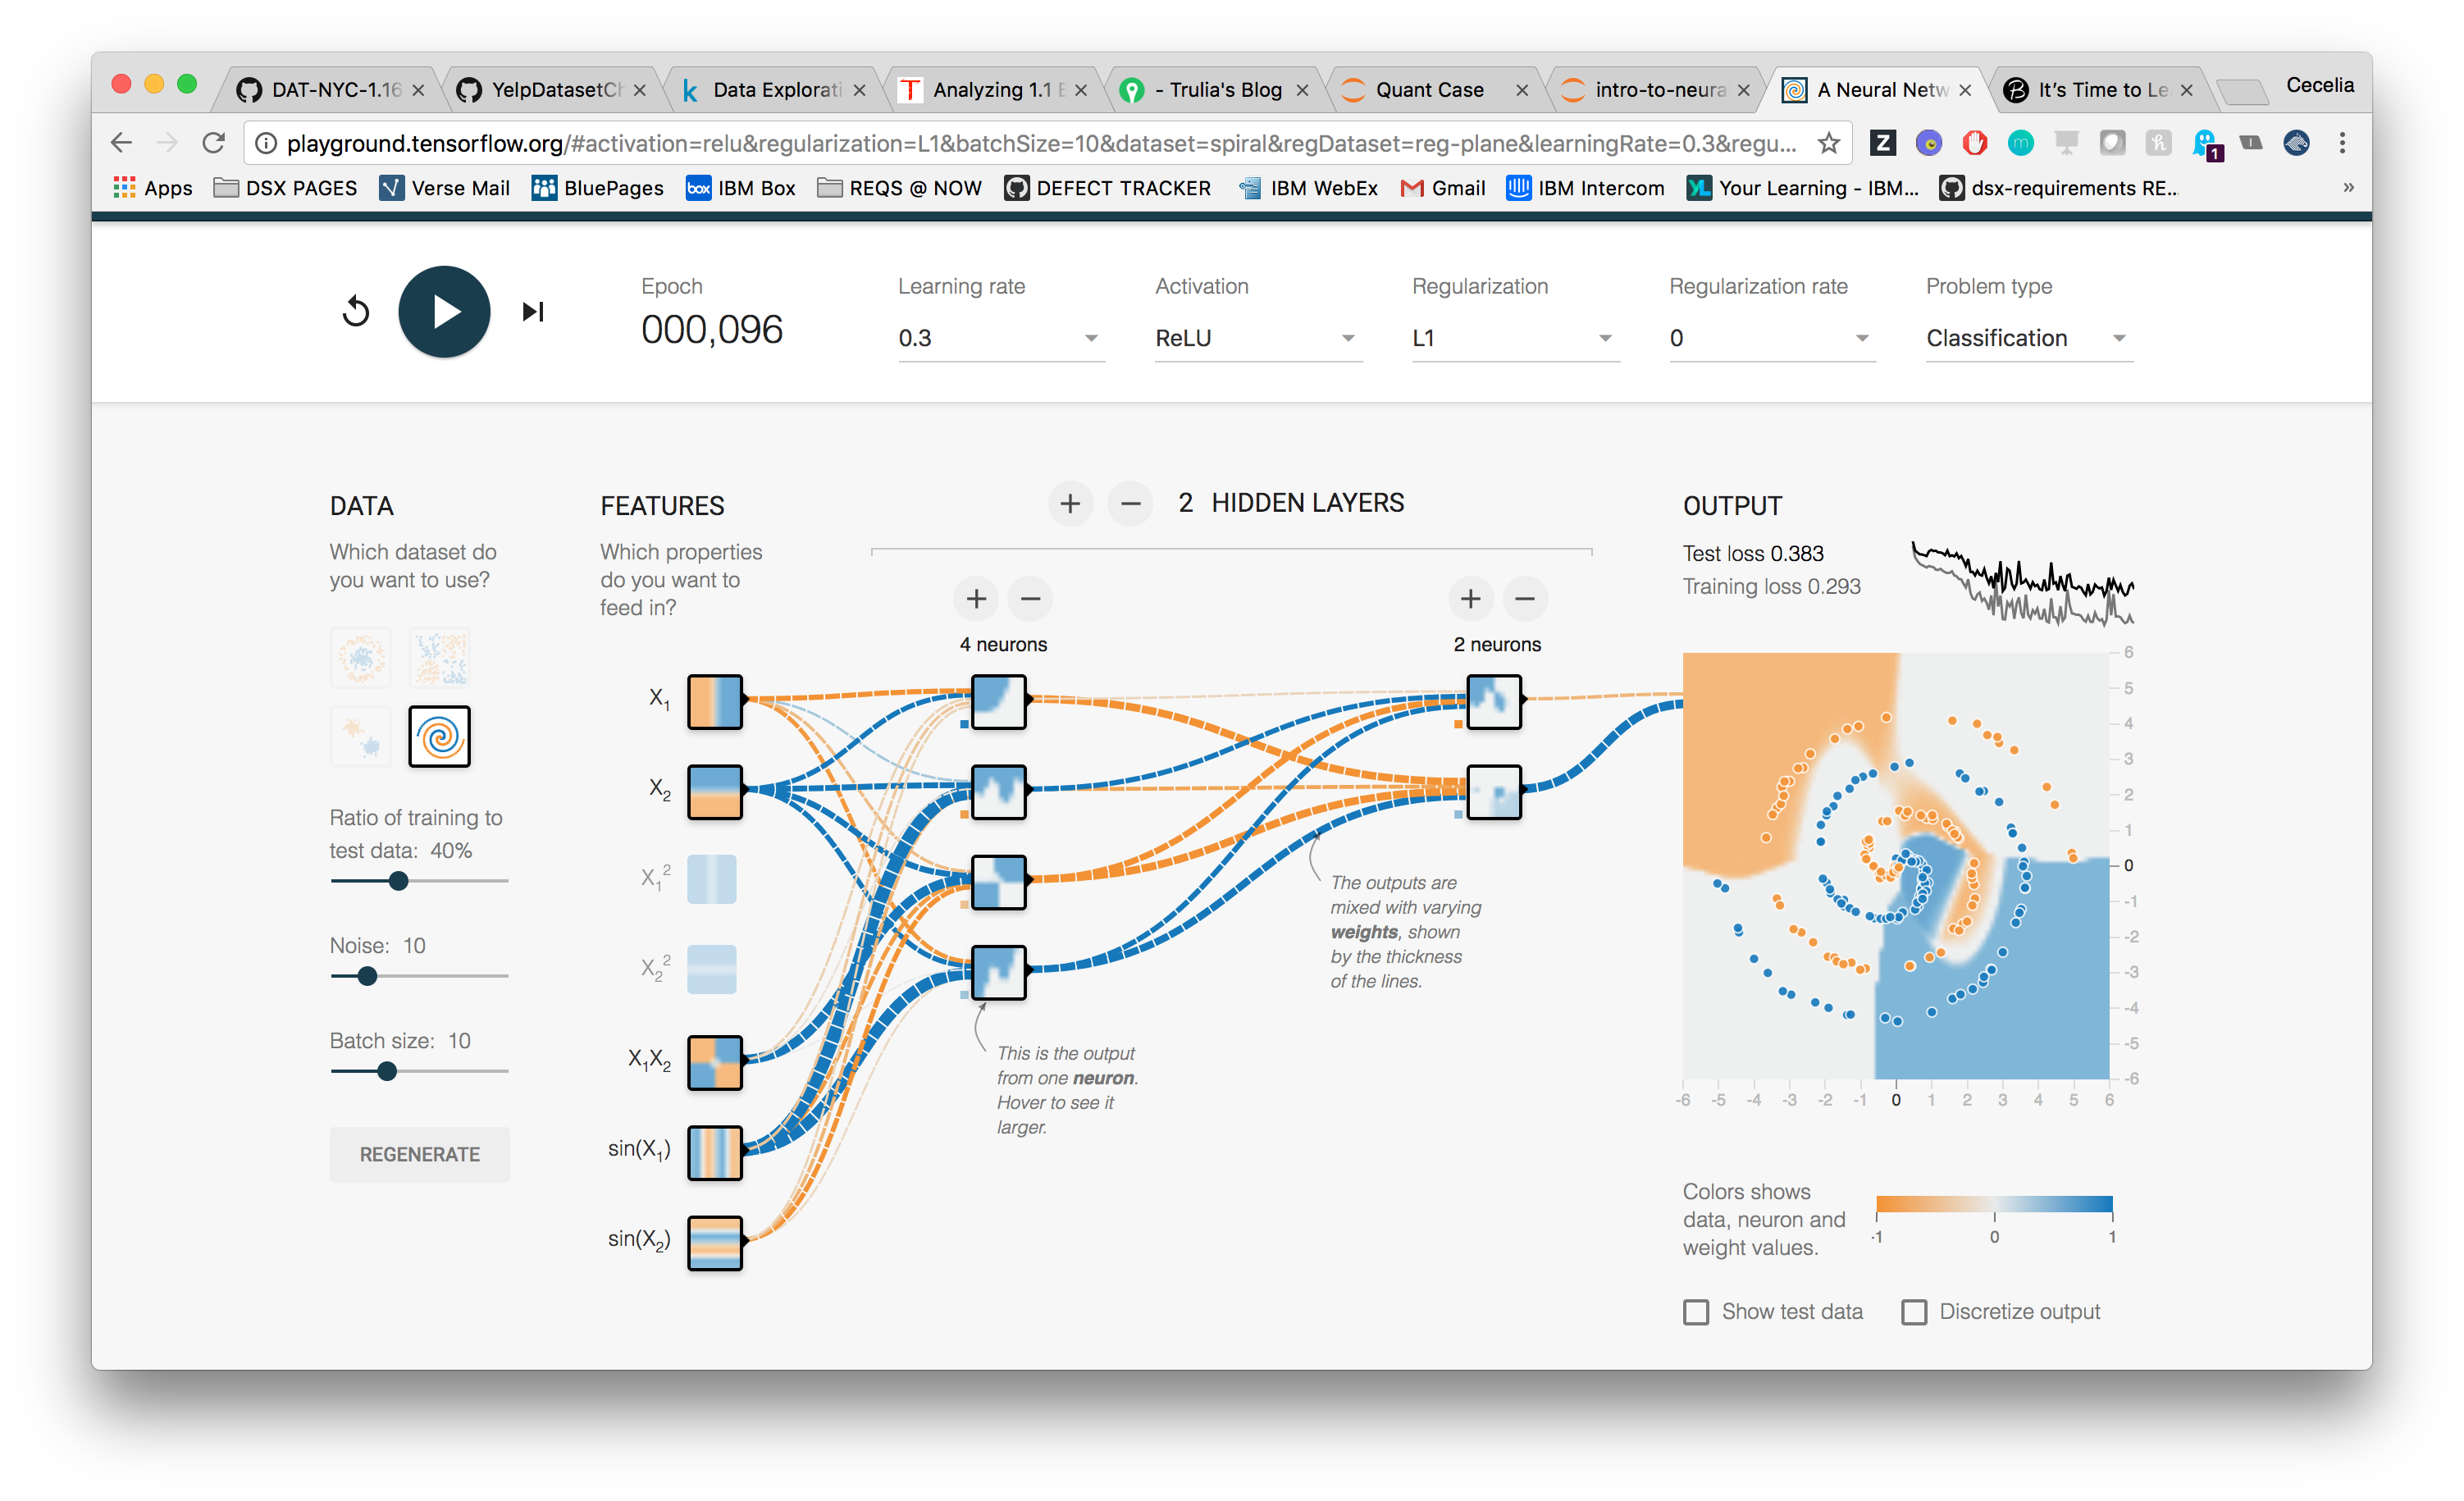 DAT-NYC-1.16
YelpDatasetCh
Data Explorati
Analyzing 1.1 B
- Trulia's Blog
Quant Case
intro-to-neura
A Neural Netw
It's Time to Le
Cecelia
playground.tensorflow.org/#activation=relu&regularization=L1&batchSize=10&dataset=spiral&regDataset=reg-plane&learningRate=0.3&regu...
Apps
DSX PAGES
Verse Mail
BluePages
box
IBM Box
REQS @ NOW
DEFECT TRACKER
IBM WebEx
Gmail
IBM Intercom
YL
Your Learning - IBM...
dsx-requirements RE...
»
Epoch
000,096
Learning rate
0.3
Activation
ReLU
Regularization
L1
Regularization rate
0
Problem type
Classification
DATA
Which dataset do
you want to use?
Ratio of training to
test data: 40%
Noise: 10
Batch size: 10
REGENERATE
FEATURES
Which properties
do you want to
feed in?
X1
X2
X1²
X2²
X1X2
sin(X1)
sin(X2)
+ − 2 HIDDEN LAYERS
+ −
4 neurons
+ −
2 neurons
This is the output
from one neuron.
Hover to see it
larger.
The outputs are
mixed with varying
weights, shown
by the thickness
of the lines.
OUTPUT
Test loss 0.383
Training loss 0.293
6
5
4
3
2
1
0
-1
-2
-3
-4
-5
-6
-6 -5 -4 -3 -2 -1 0 1 2 3 4 5 6
Colors shows
data, neuron and
weight values.
-1 0 1
Show test data
Discretize output